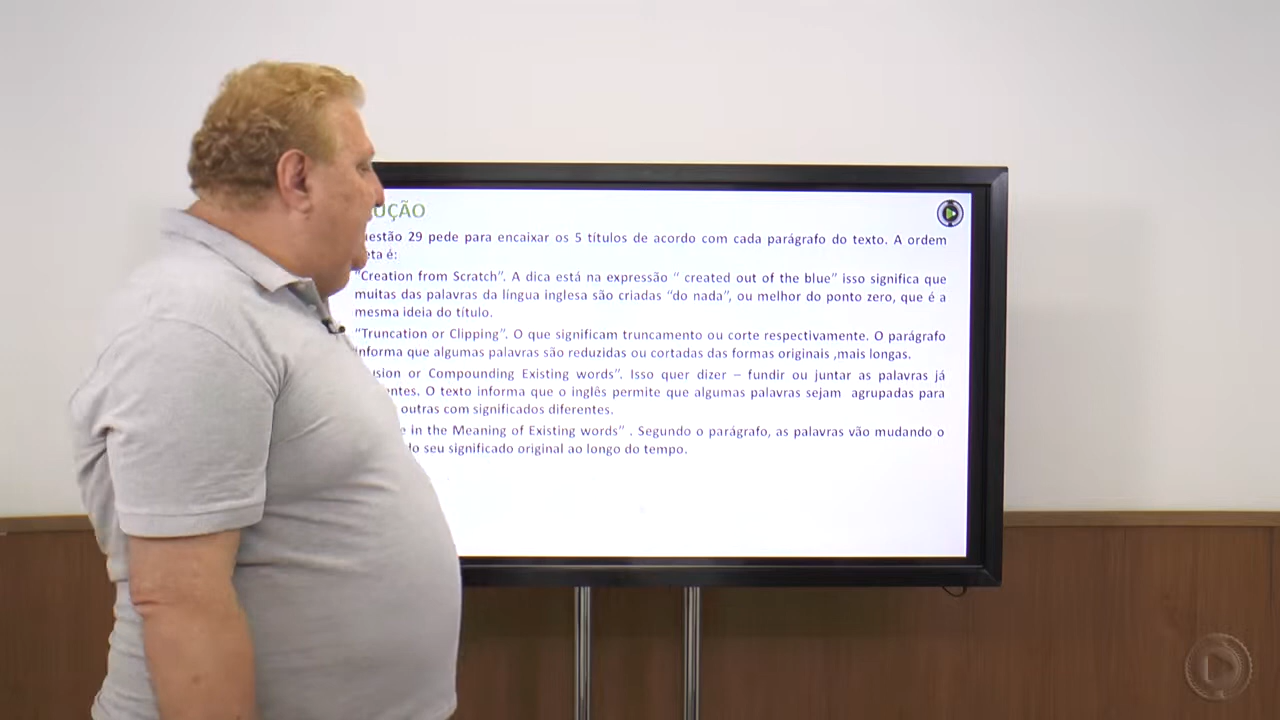 UÇÃO
29 pede para encaixar os 5 títulos de acordo com cada parágrafo do texto. A ordem
é:
"Creation from Scratch". A dica está na expressão " created out of the blue" isso significa que
muitas das palavras da língua inglesa são criadas "do nada", ou melhor do ponto zero, que é a
mesma ideia do título.
"Truncation or Clipping". O que significam truncamento ou corte respectivamente. O parágrafo
informa que algumas palavras são reduzidas ou cortadas das formas originais ,mais longas.
or Compounding Existing words". Isso quer dizer – fundir ou juntar as palavras já
O texto informa que o inglês permite que algumas palavras sejam agrupadas para
outras com significados diferentes.
in the Meaning of Existing words" . Segundo o parágrafo, as palavras vão mudando o
seu significado original ao longo do tempo.